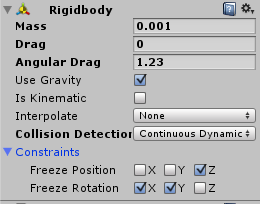 Rigidbody
Mass 0.001
Drag 0
Angular Drag 1.23
Use Gravity
Is Kinematic
Interpolate None
Collision Detection Continuous Dynamic
Constraints
Freeze Position X Y Z
Freeze Rotation X Y Z